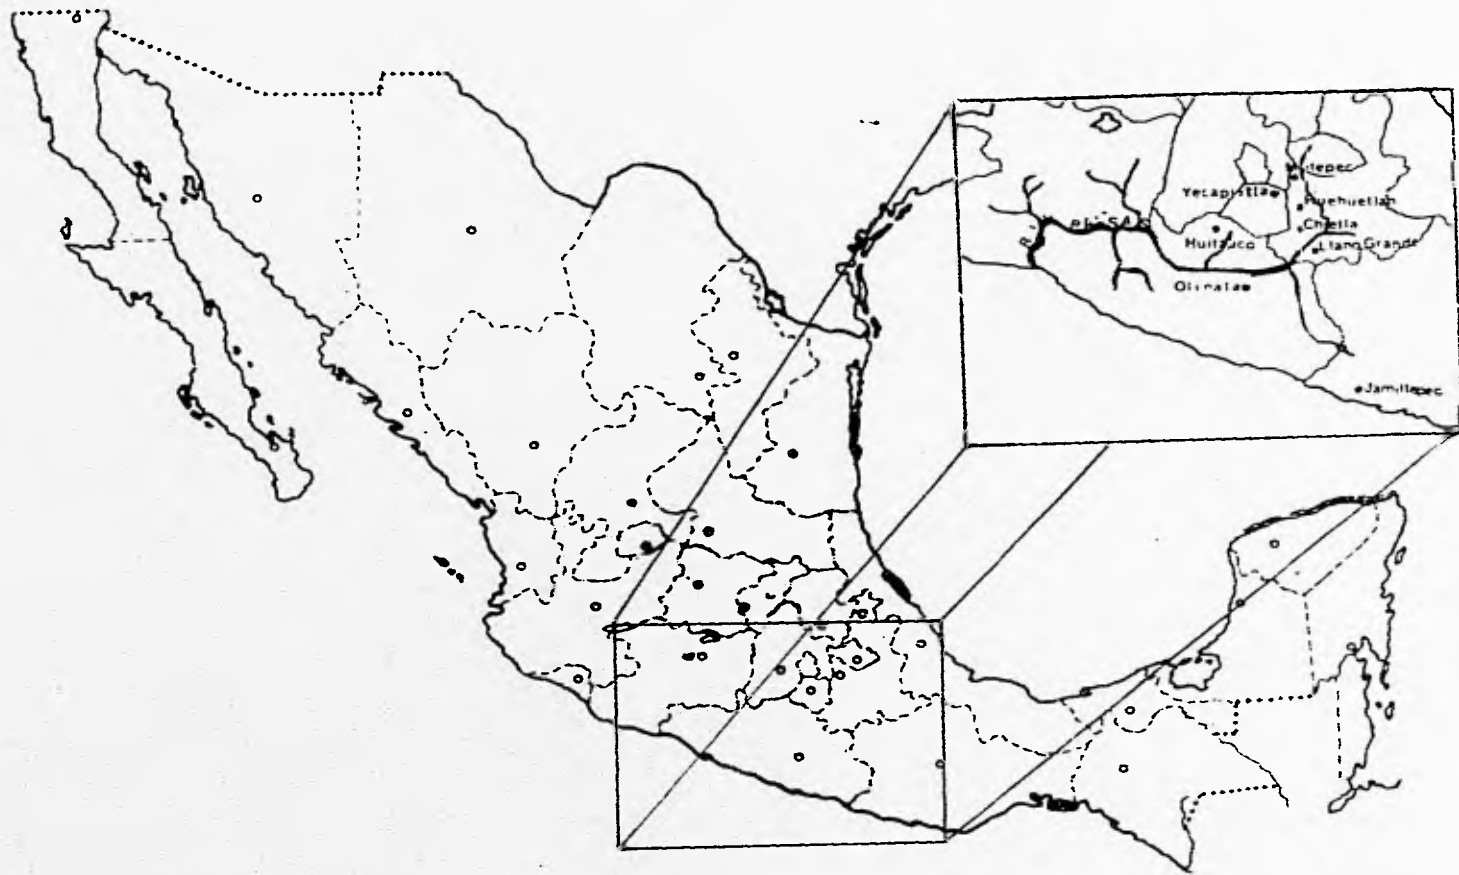 Yecapixtla
Huehuetlan
Chietla
Huitzuco
Llano Grande
Olinala
Jamiltepec